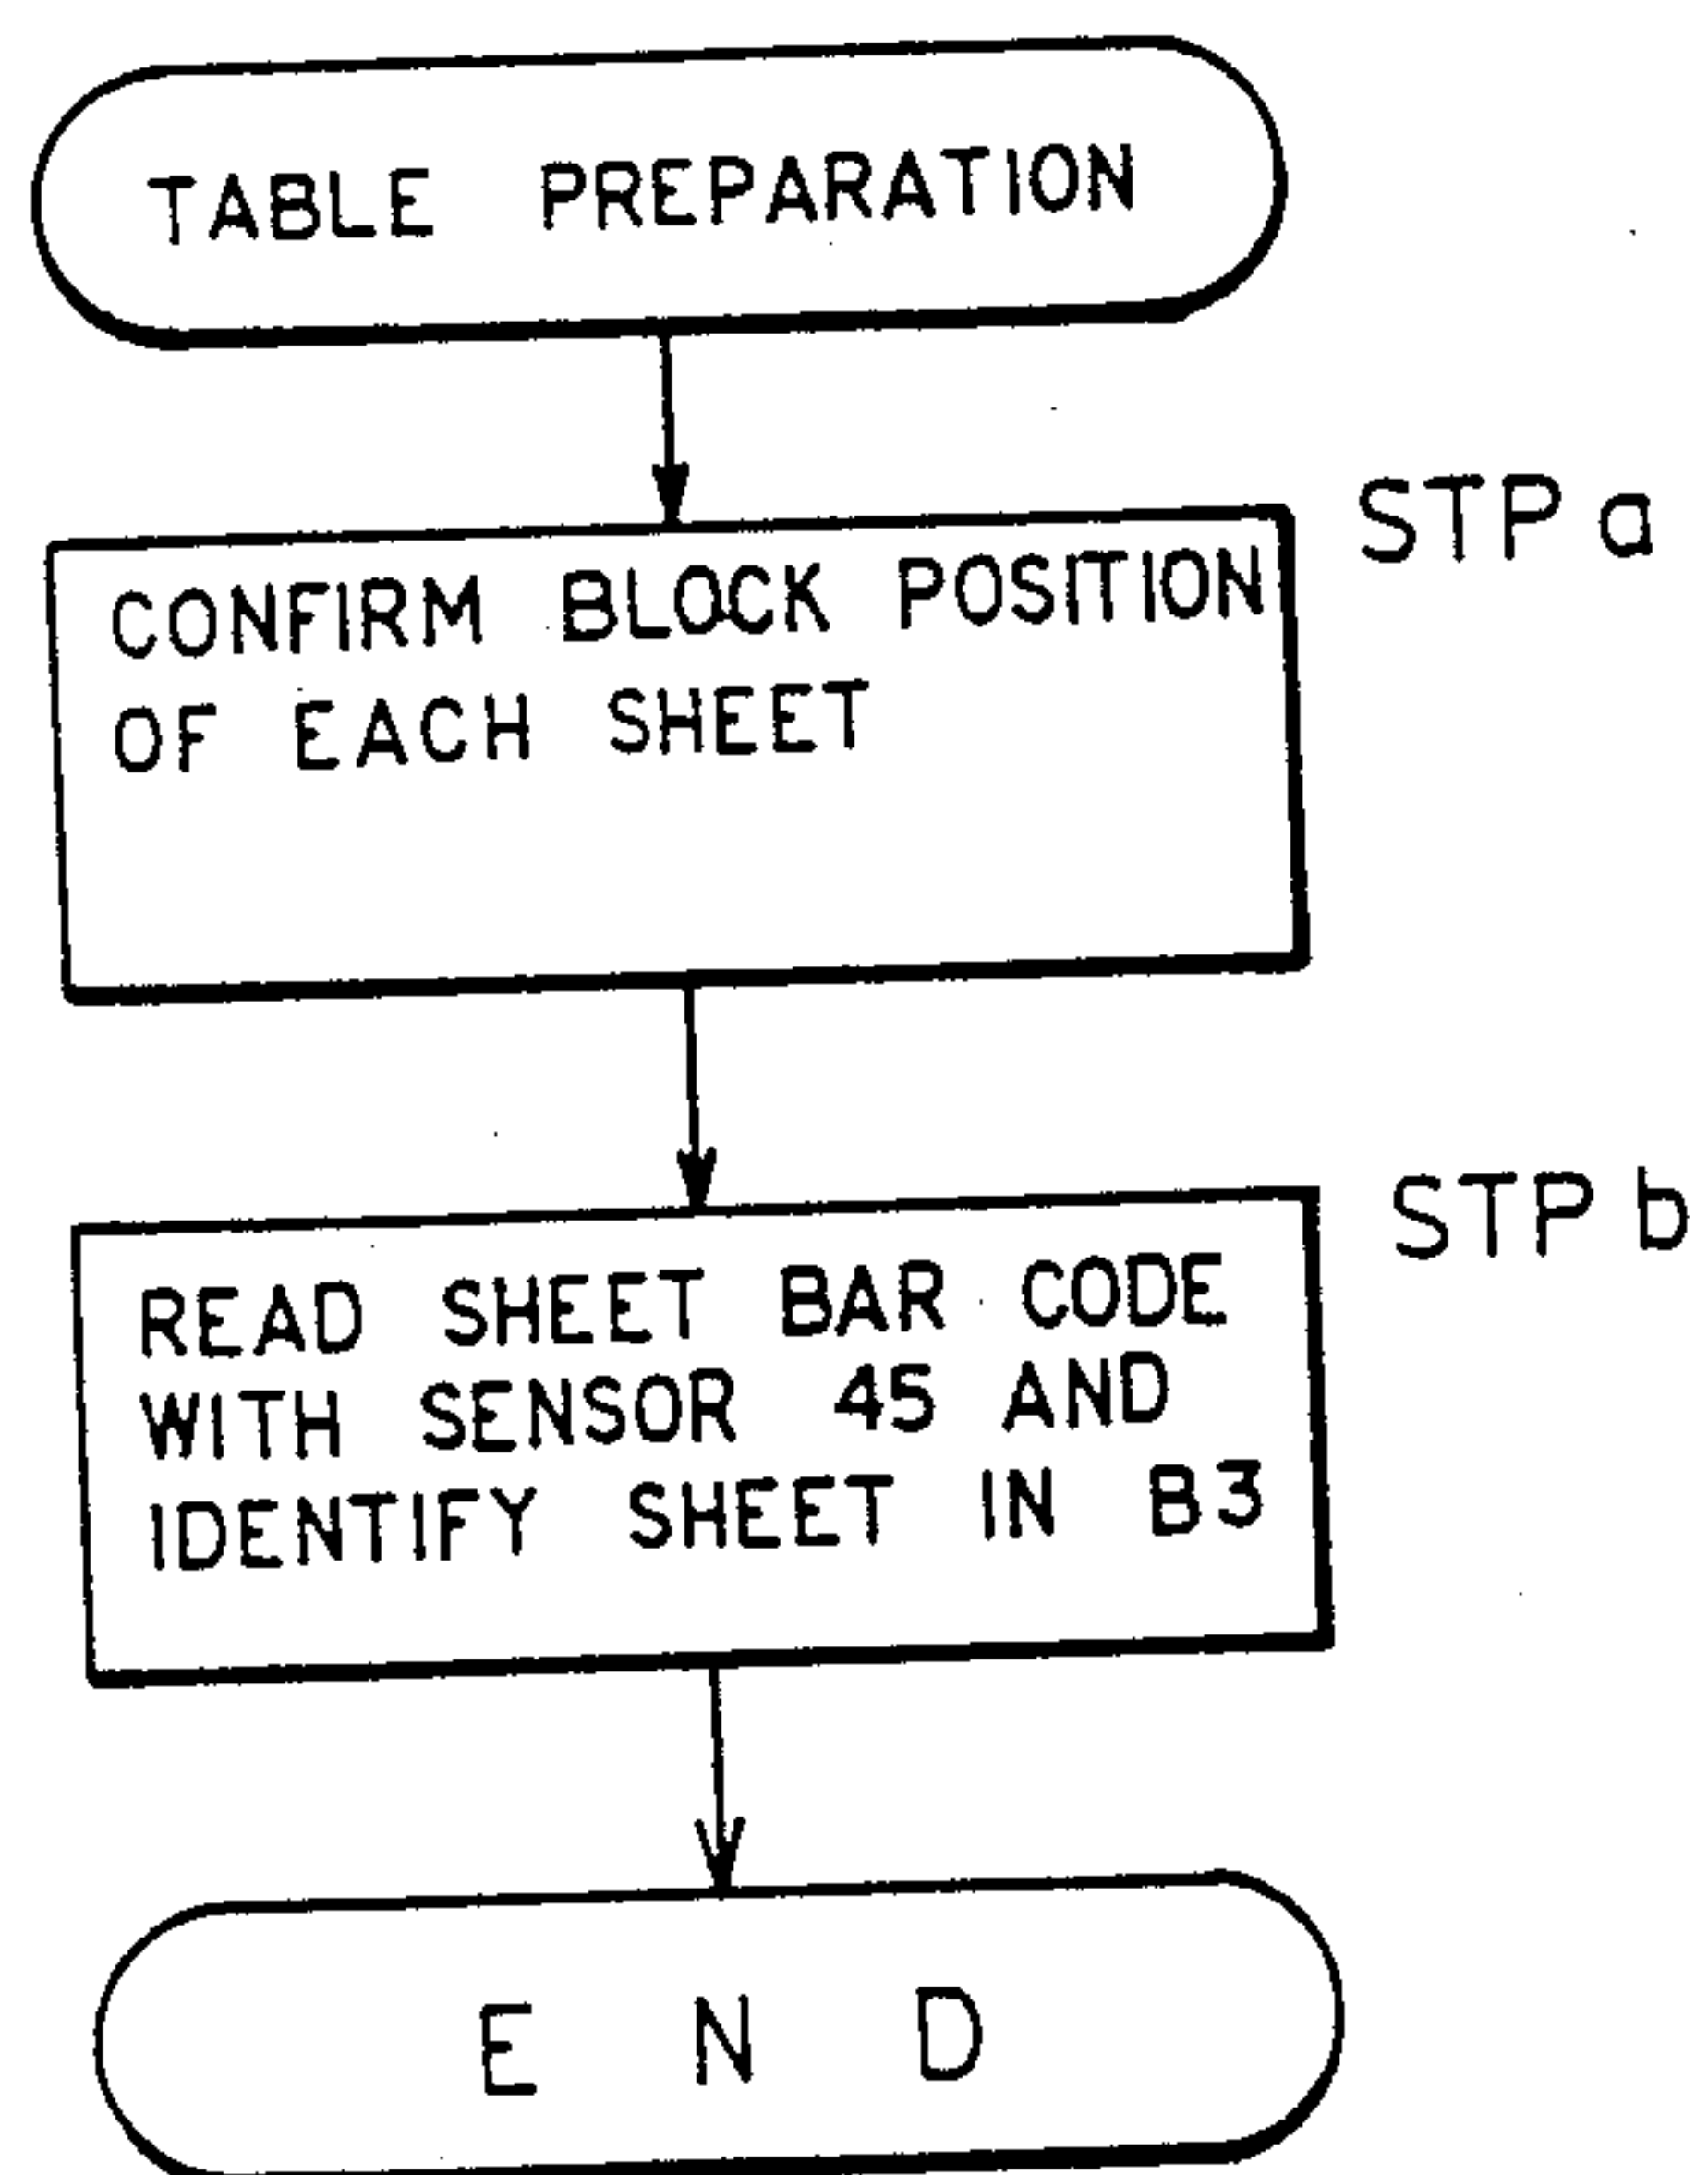 TABLE PREPARATION
STP a
CONFIRM BLOCK POSITION
OF EACH SHEET
STP b
READ SHEET BAR CODE
WITH SENSOR 45 AND
IDENTIFY SHEET IN B3
E N D